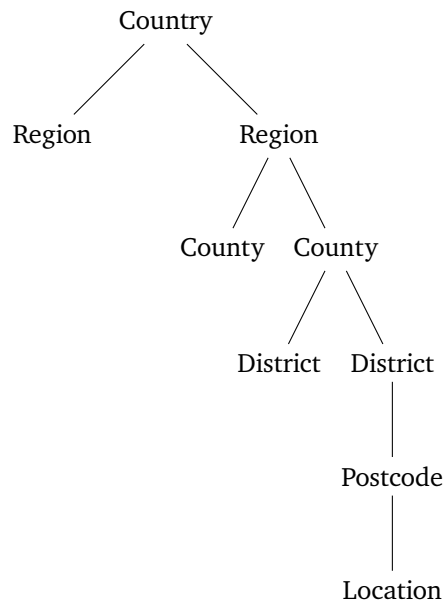 Country
Region Region
County County
District District
Postcode
Location